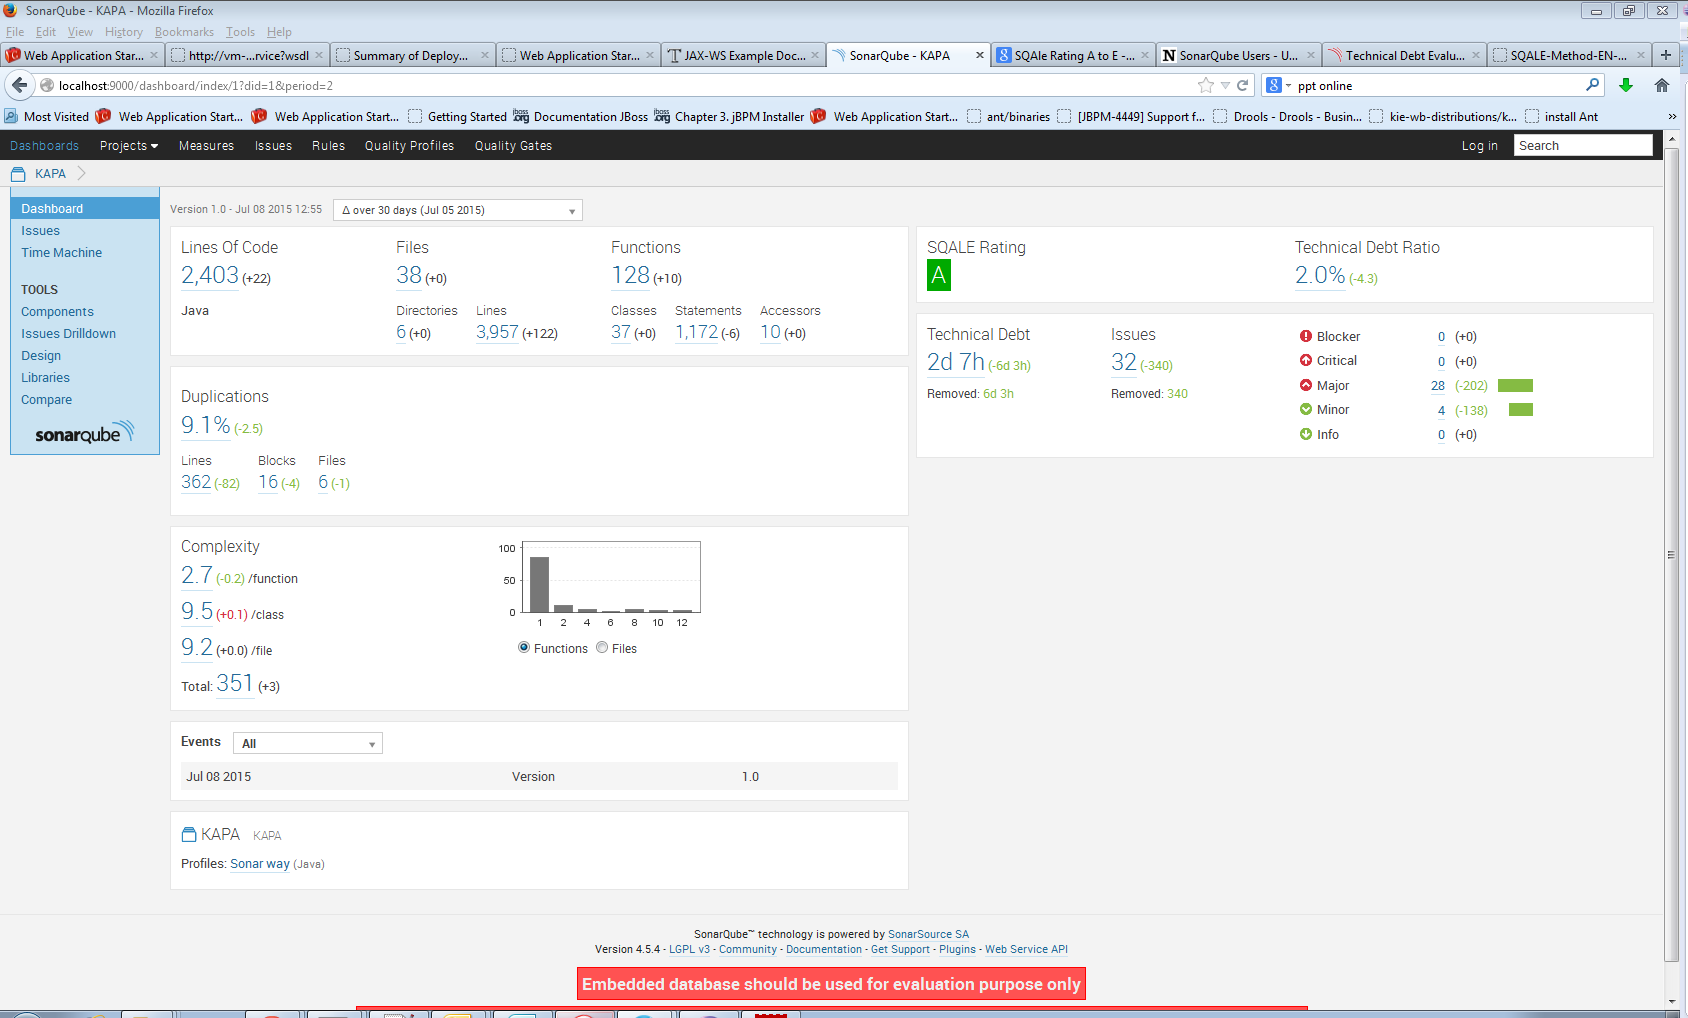 SonarQube - KAPA - Mozilla Firefox
File Edit View History Bookmarks Tools Help
Web Application Star... http://vm-...rvice?wsdl Summary of Deploy... Web Application Star... JAX-WS Example Doc... SonarQube - KAPA SQAle Rating A to E -... SonarQube Users - U... Technical Debt Evalu... SQALE-Method-EN-...
localhost:9000/dashboard/index/1?did=1&period=2 ppt online
Most Visited Web Application Start... Web Application Start... Getting Started Documentation JBoss Chapter 3. jBPM Installer Web Application Start... ant/binaries [JBPM-4449] Support f... Drools - Drools - Busin... kie-wb-distributions/k... install Ant »
Dashboards Projects Measures Issues Rules Quality Profiles Quality Gates Log in Search
KAPA
Dashboard
Issues
Time Machine
TOOLS
Components
Issues Drilldown
Design
Libraries
Compare
sonarqube
Version 1.0 - Jul 08 2015 12:55 Δ over 30 days (Jul 05 2015)
Lines Of Code Files Functions
2,403 (+22) 38 (+0) 128 (+10)
Java Directories Lines Classes Statements Accessors
6 (+0) 3,957 (+122) 37 (+0) 1,172 (-6) 10 (+0)
Duplications
9.1% (-2.5)
Lines Blocks Files
362 (-82) 16 (-4) 6 (-1)
Complexity
2.7 (-0.2) /function
9.5 (+0.1) /class
9.2 (+0.0) /file
Total: 351 (+3)
100
50
0
1 2 4 6 8 10 12
Functions Files
Events All
Jul 08 2015 Version 1.0
KAPA KAPA
Profiles: Sonar way (Java)
SQALE Rating Technical Debt Ratio
A 2.0% (-4.3)
Technical Debt Issues
2d 7h (-6d 3h) 32 (-340)
Removed: 6d 3h Removed: 340
Blocker 0 (+0)
Critical 0 (+0)
Major 28 (-202)
Minor 4 (-138)
Info 0 (+0)
SonarQube™ technology is powered by SonarSource SA
Version 4.5.4 - LGPL v3 - Community - Documentation - Get Support - Plugins - Web Service API
Embedded database should be used for evaluation purpose only